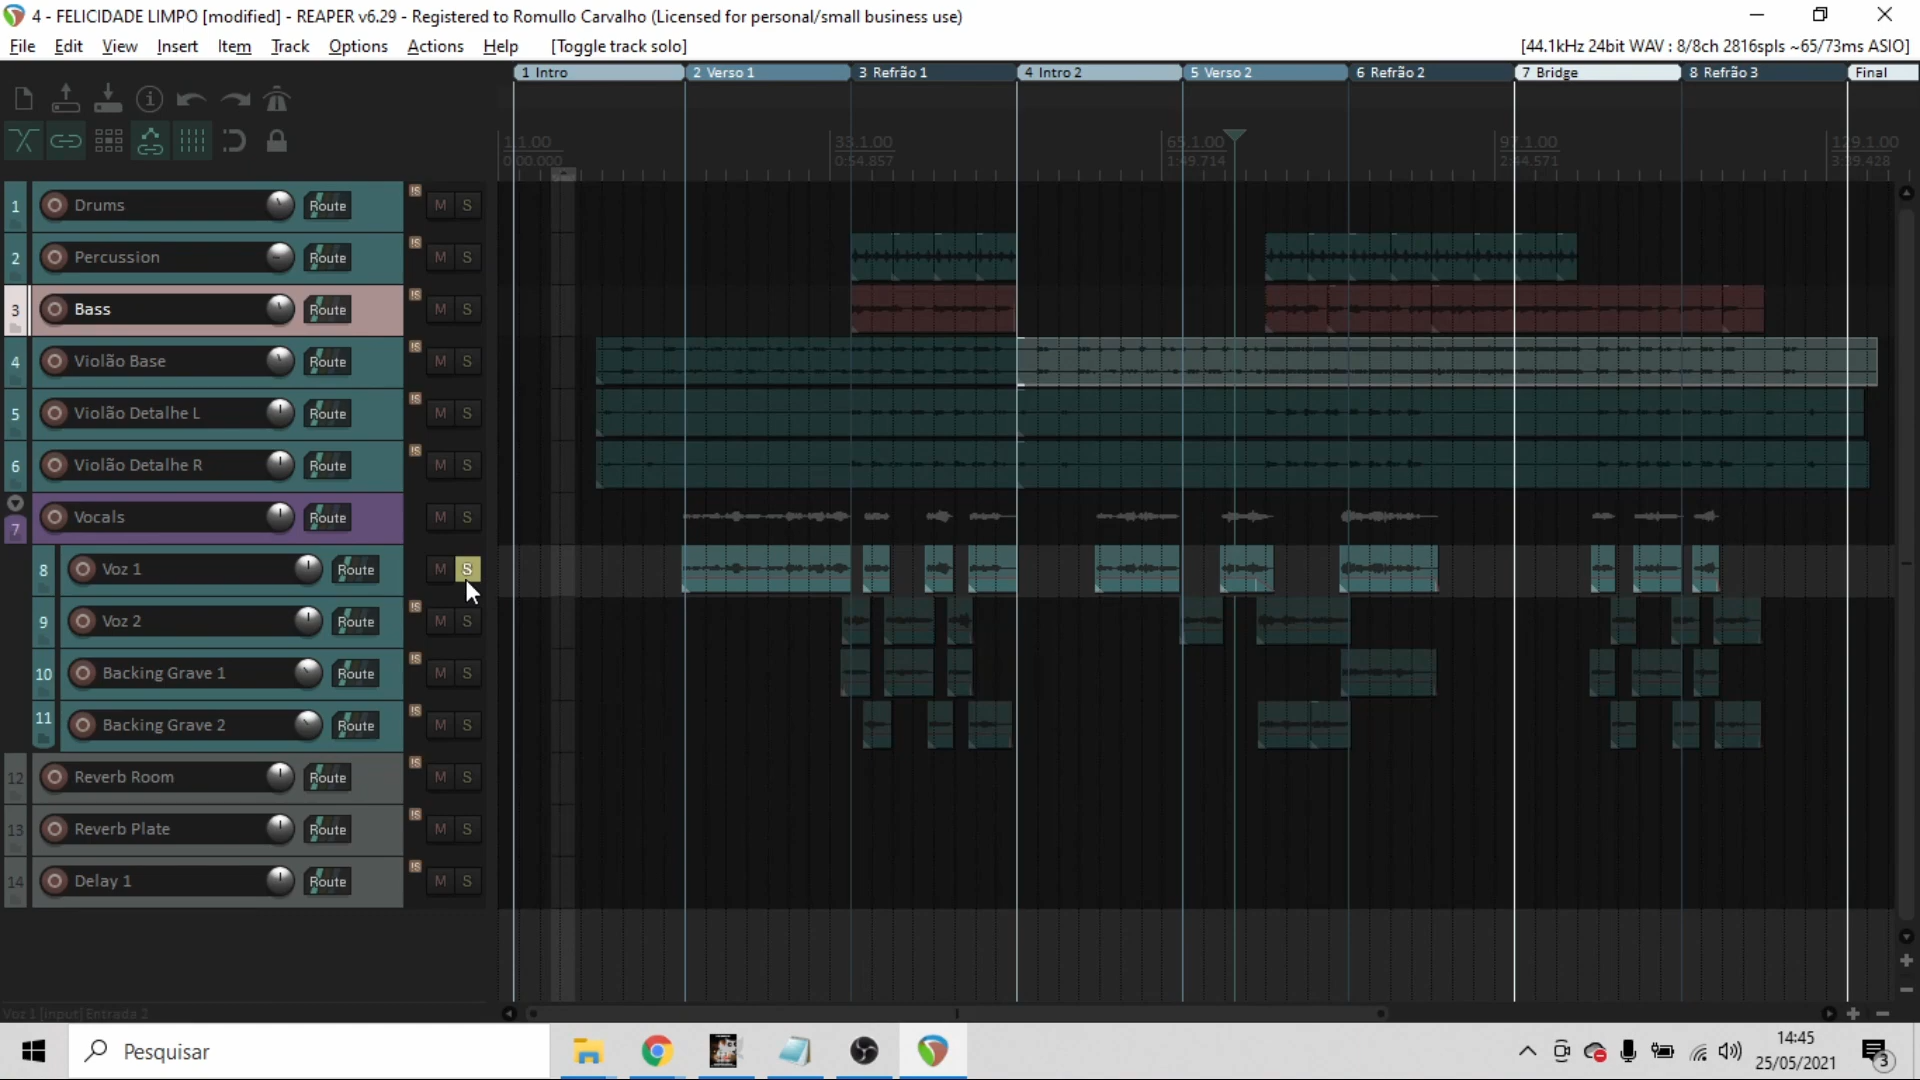 4 - FELICIDADE LIMPO [modified] - REAPER v6.29 - Registered to Romullo Carvalho (Licensed for personal/small business use)
File Edit View Insert Item Track Options Actions Help [Toggle track solo] [44.1kHz 24bit WAV : 8/8ch 2816spls ~65/73ms ASIO]
1 Intro 2 Verso 1 3 Refrão 1 4 Intro 2 5 Verso 2 6 Refrão 2 7 Bridge 8 Refrão 3 Final
1.1.00 33.1.00 65.1.00 97.1.00 129.1.00
0:00.000 0:54.857 1:49.714 2:44.571 3:39.428
1 Drums Route M S
2 Percussion Route M S
3 Bass Route M S
4 Violão Base Route M S
5 Violão Detalhe L Route M S
6 Violão Detalhe R Route M S
7 Vocals Route M S
8 Voz 1 Route M S
9 Voz 2 Route M S
10 Backing Grave 1 Route M S
11 Backing Grave 2 Route M S
12 Reverb Room Route M S
13 Reverb Plate Route M S
14 Delay 1 Route M S
Voz 1 [input] Entrada 2
Pesquisar
14:45
25/05/2021
3